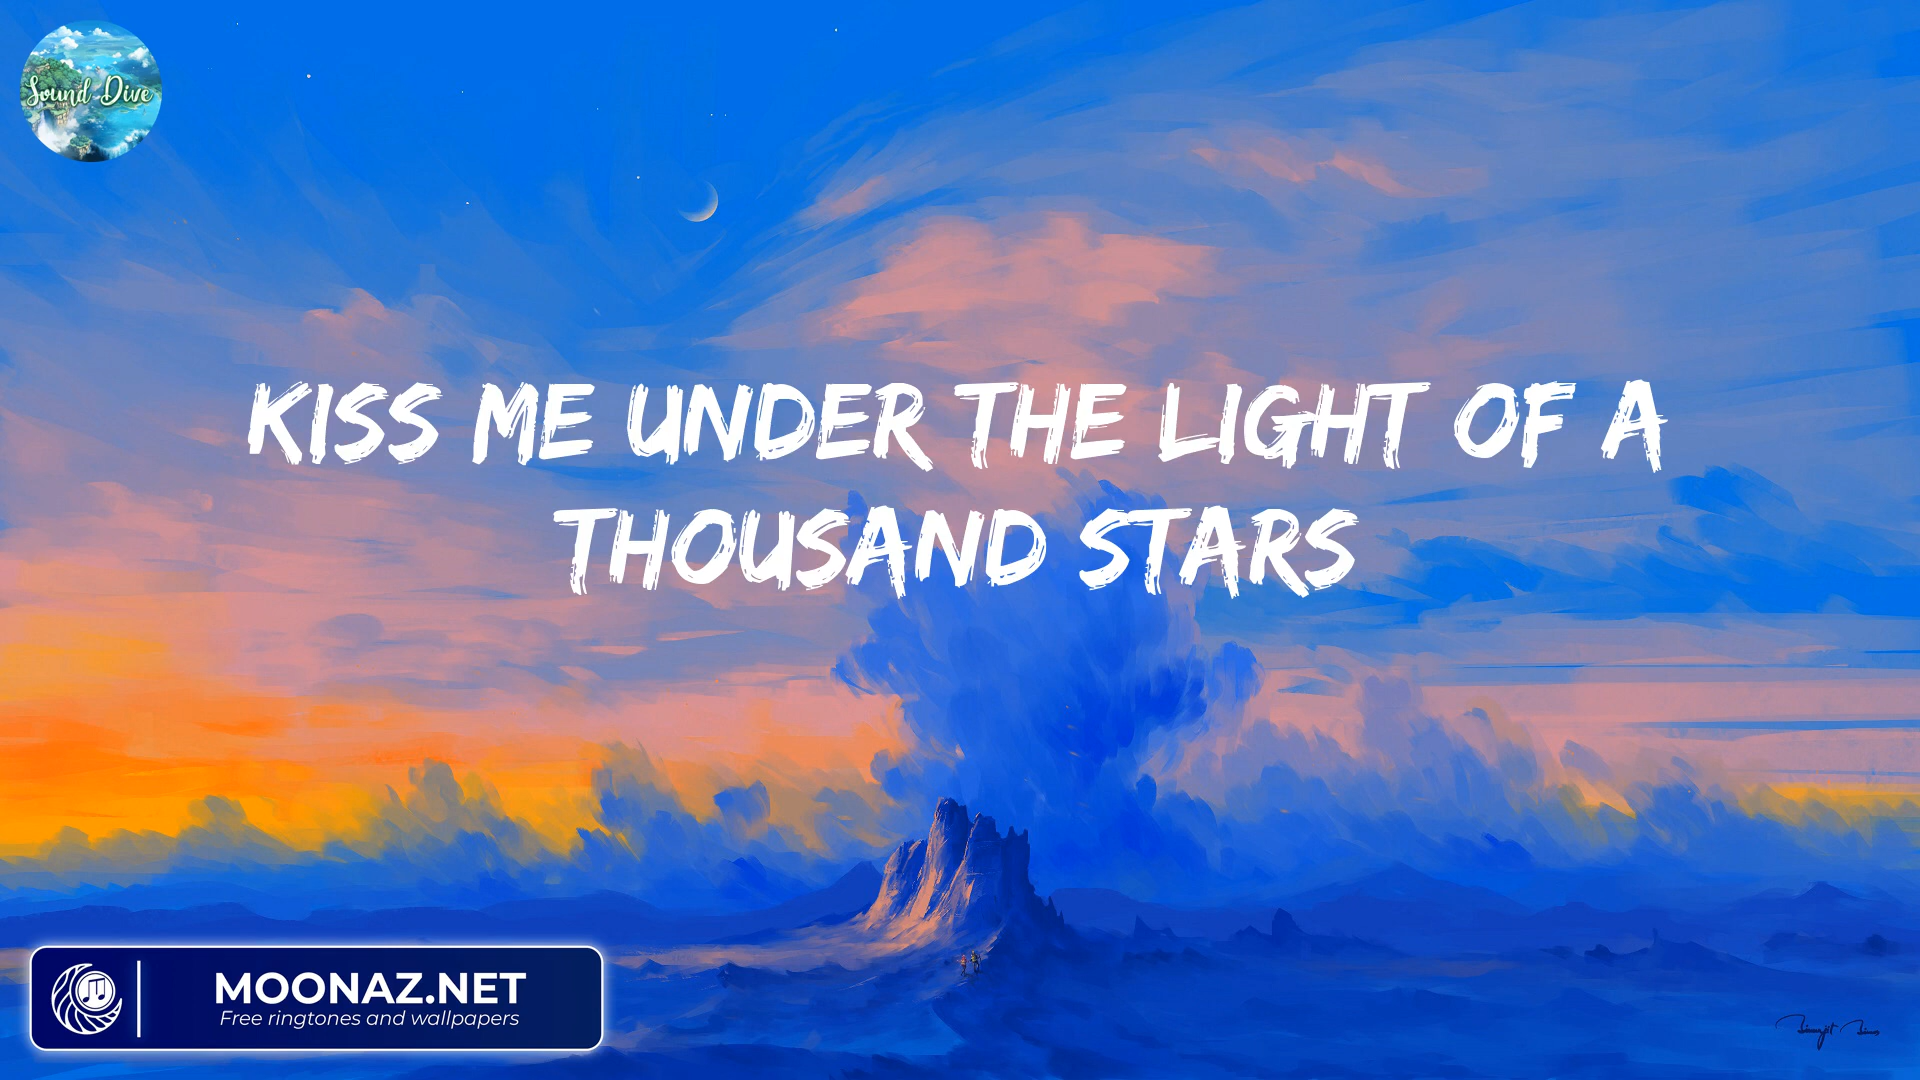 Sound Dive
KISS ME UNDER THE LIGHT OF A
THOUSAND STARS
MOONAZ.NET
Free ringtones and wallpapers